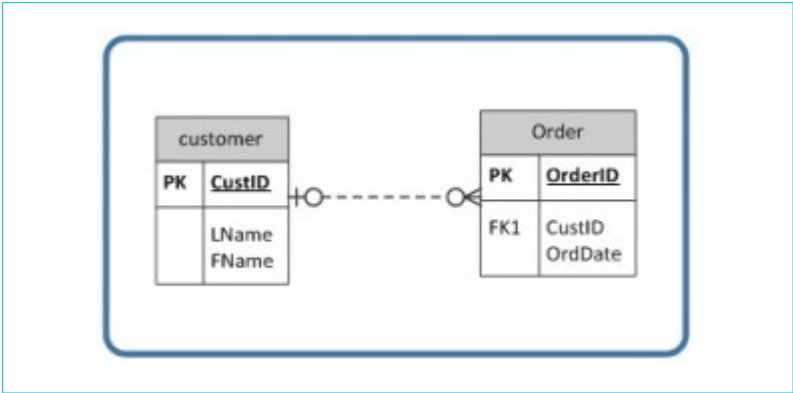 customer
PK CustID
LName
FName
Order
PK OrderID
FK1 CustID
OrdDate